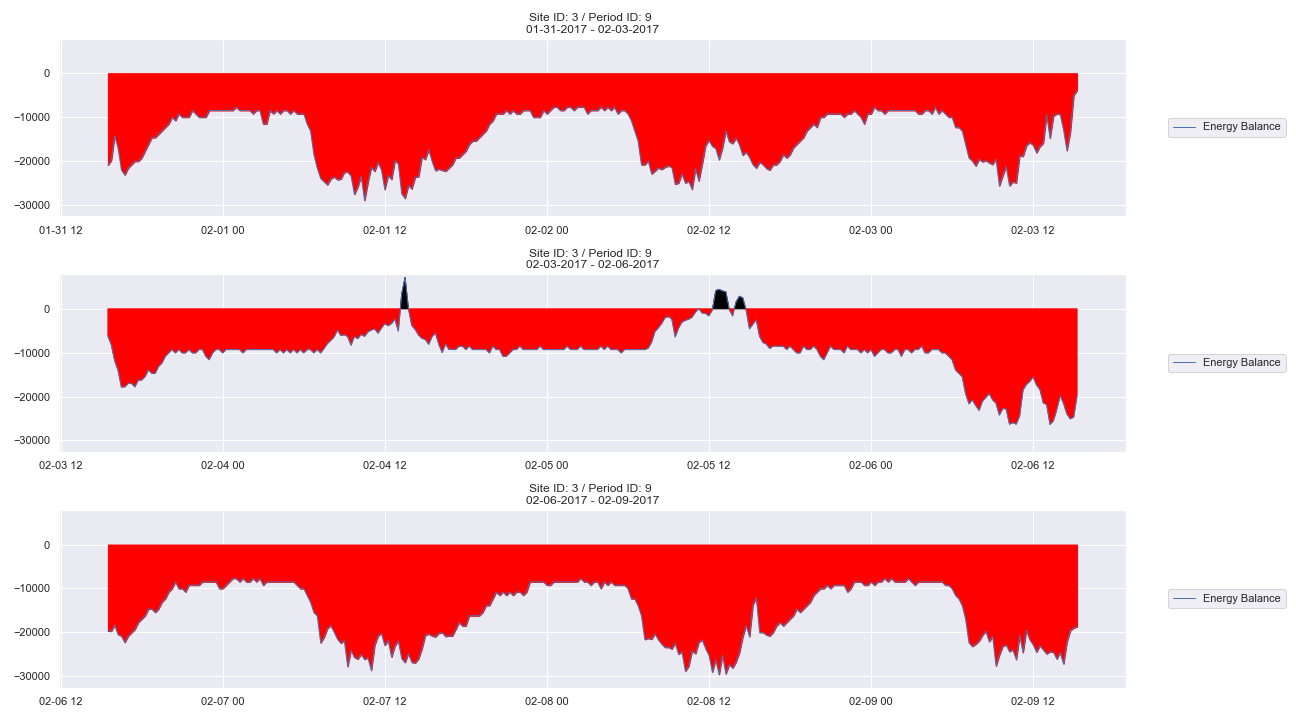 Site ID: 3 / Period ID: 9
01-31-2017 - 02-03-2017
0
−10000
−20000
−30000
01-31 12 02-01 00 02-01 12 02-02 00 02-02 12 02-03 00 02-03 12
Energy Balance
Site ID: 3 / Period ID: 9
02-03-2017 - 02-06-2017
0
−10000
−20000
−30000
02-03 12 02-04 00 02-04 12 02-05 00 02-05 12 02-06 00 02-06 12
Energy Balance
Site ID: 3 / Period ID: 9
02-06-2017 - 02-09-2017
0
−10000
−20000
−30000
02-06 12 02-07 00 02-07 12 02-08 00 02-08 12 02-09 00 02-09 12
Energy Balance